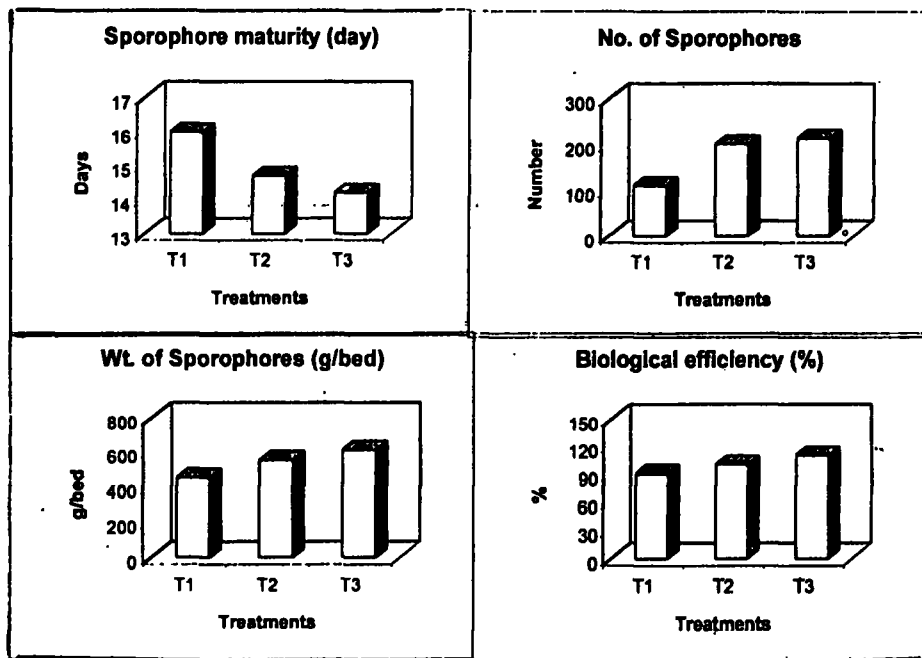 Sporophore maturity (day)
17
16
15
14
13
Days
T1 T2 T3
Treatments
No. of Sporophores
300
200
100
0
Number
T1 T2 T3
Treatments
Wt. of Sporophores (g/bed)
800
600
400
200
0
g/bed
T1 T2 T3
Treatments
Biological efficiency (%)
150
120
90
60
30
0
%
T1 T2 T3
Treatments